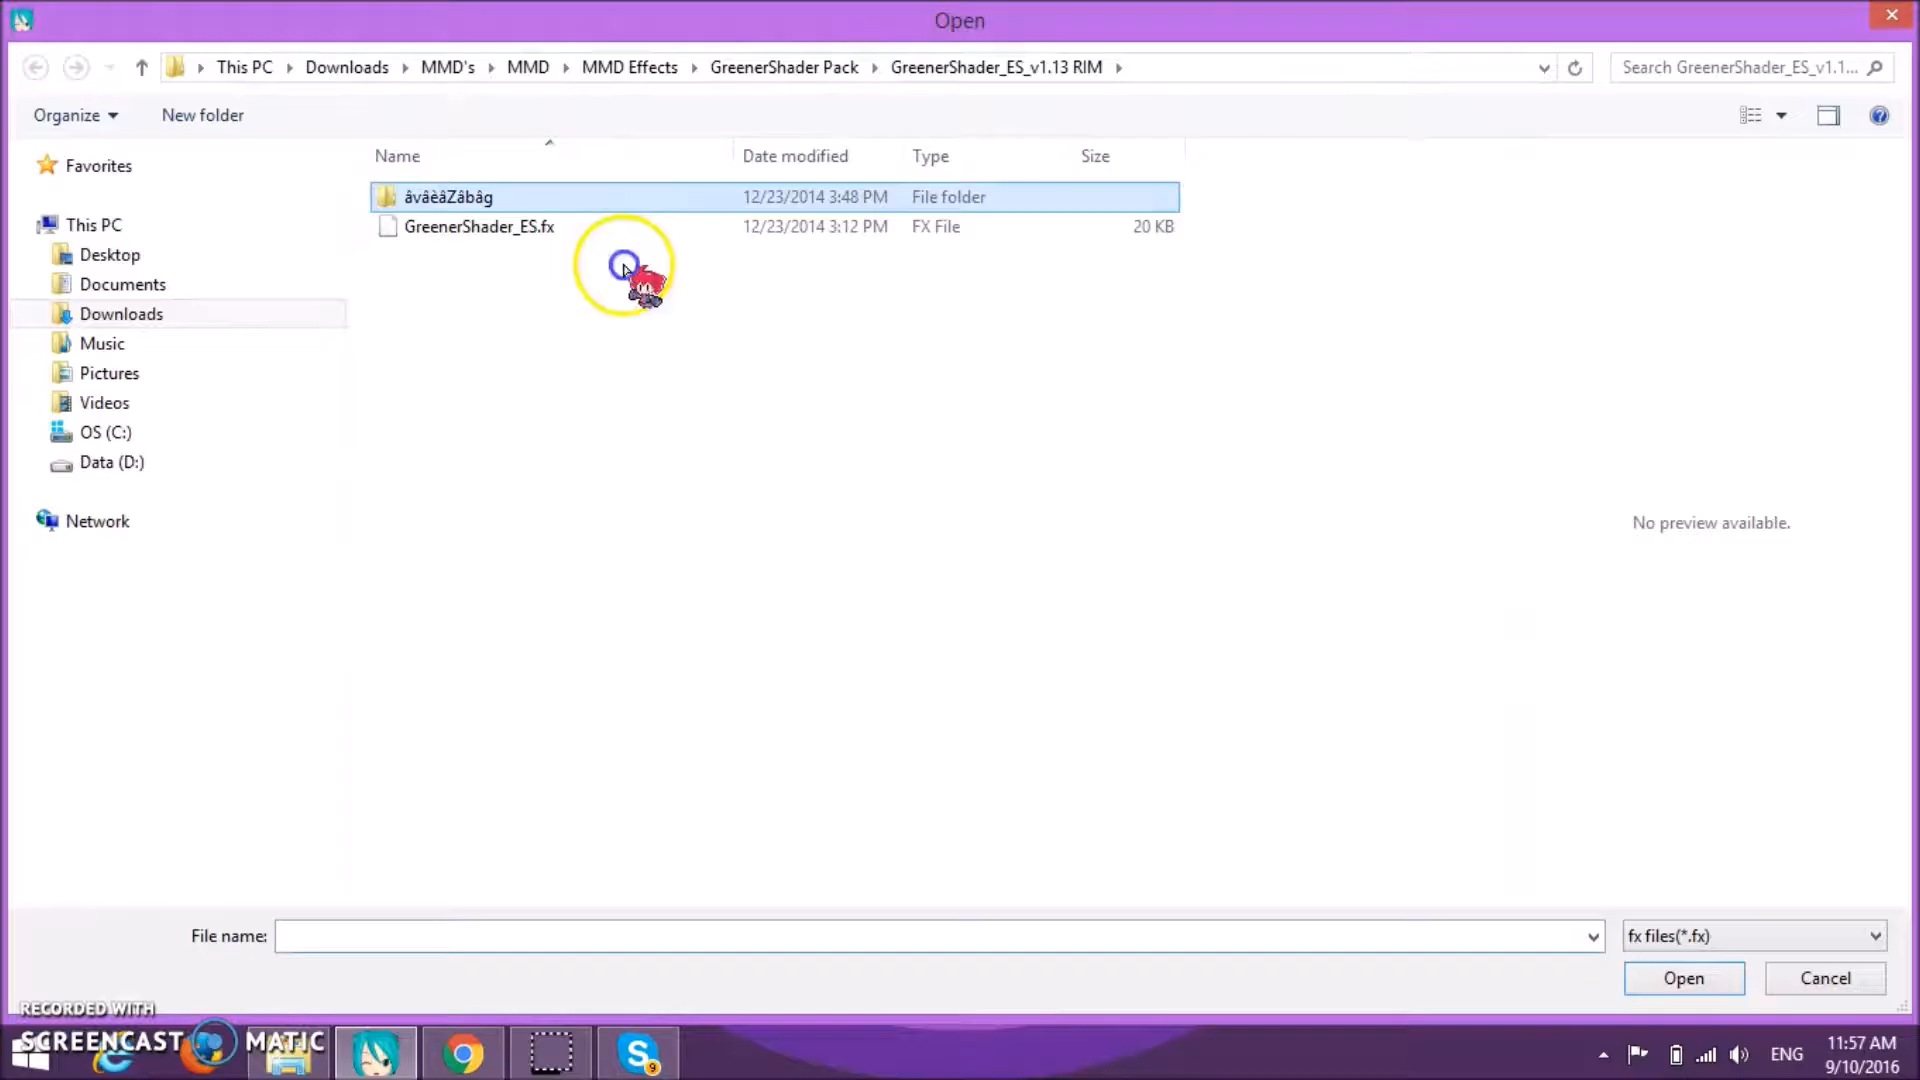 Open
This PC Downloads MMD's MMD MMD Effects GreenerShader Pack GreenerShader_ES_v1.13 RIM
Search GreenerShader_ES_v1.1...
Organize New folder
Name Date modified Type Size
âvâèâZâbâg 12/23/2014 3:48 PM File folder
GreenerShader_ES.fx 12/23/2014 3:12 PM FX File 20 KB
Favorites
This PC
Desktop
Documents
Downloads
Music
Pictures
Videos
OS (C:)
Data (D:)
Network
No preview available.
File name:
fx files(*.fx)
Open Cancel
RECORDED WITH
SCREENCAST MATIC
9
ENG
11:57 AM
9/10/2016